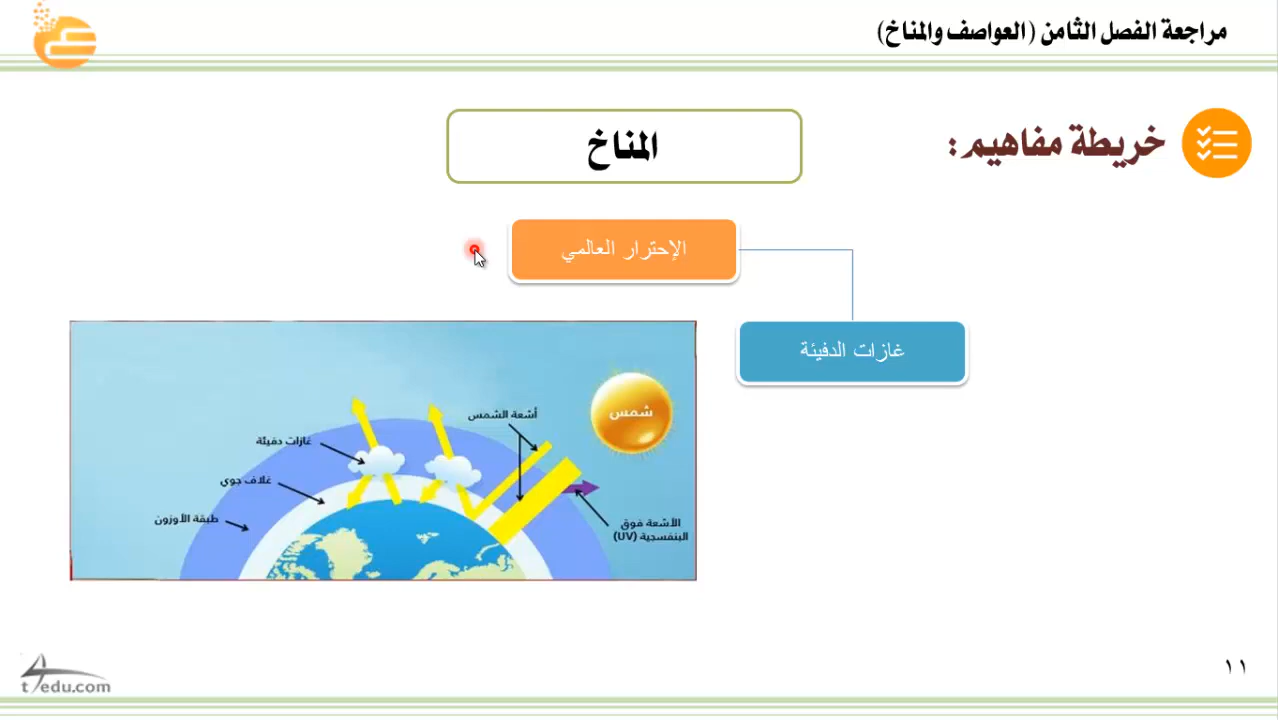 مراجعة الفصل الثامن (العواصف والمناخ)
خريطة مفاهيم:
المناخ
الإحترار العالمي
غازات الدفيئة
شمس
أشعة الشمس
غازات دفيئة
غلاف جوي
طبقة الأوزون
الأشعة فوق
البنفسجية (UV)
١١
t4edu.com